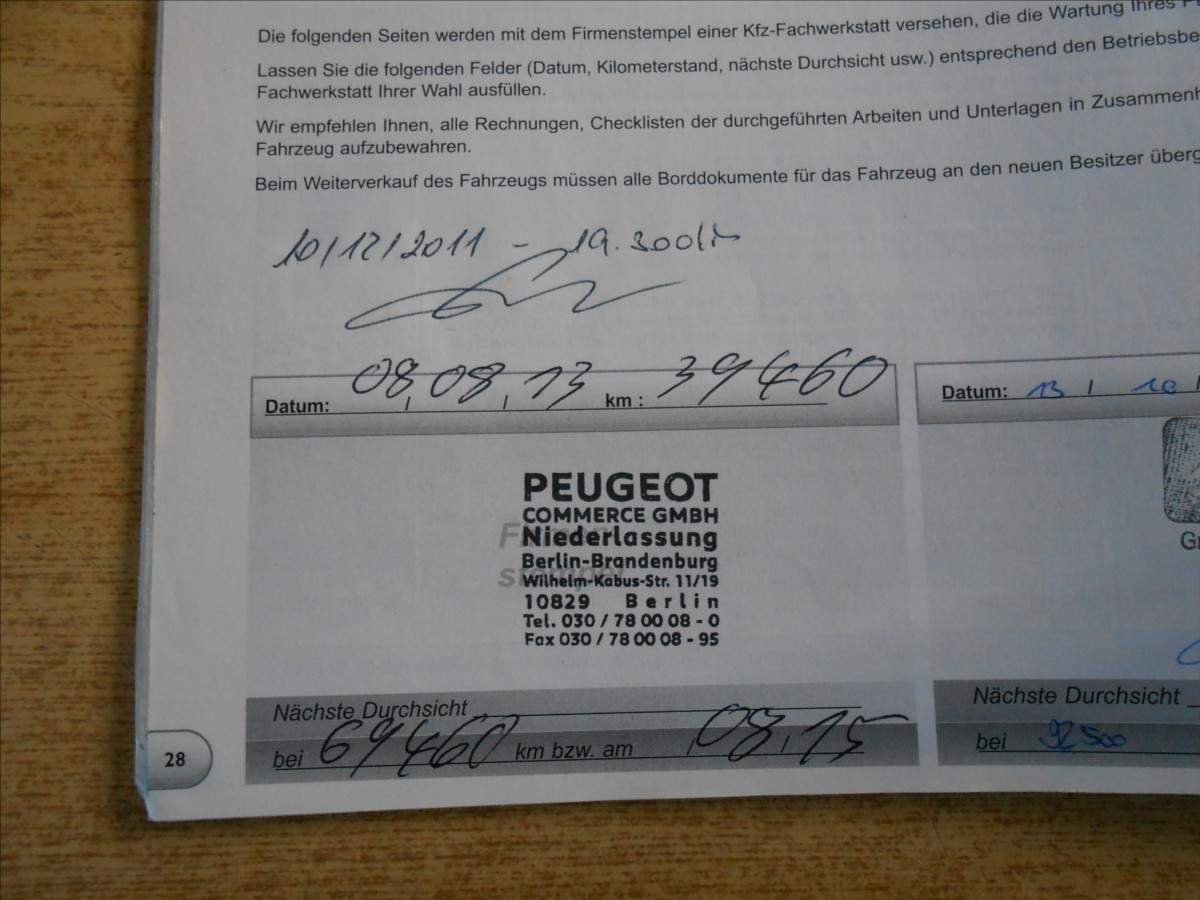 Die folgenden Seiten werden mit dem Firmenstempel einer Kfz-Fachwerkstatt versehen, die die Wartung Ihres
Lassen Sie die folgenden Felder (Datum, Kilometerstand, nächste Durchsicht usw.) entsprechend den
Fachwerkstatt Ihrer Wahl ausfüllen.
Wir empfehlen Ihnen, alle Rechnungen, Checklisten der durchgeführten Arbeiten und Unterlagen in
Fahrzeug aufzubewahren.
Beim Weiterverkauf des Fahrzeugs müssen alle Borddokumente für das Fahrzeug an den neuen Besitzer
10/12/2011 - 19.300
Datum: 08,08,13 km : 39460
PEUGEOT
COMMERCE GMBH
Niederlassung
Berlin-Brandenburg
Wilhelm-Kabus-Str. 11/19
10829 Berlin
Tel. 030 / 78 00 08 - 0
Fax 030 / 78 00 08 - 95
Firmen
stempel
Nächste Durchsicht
bei 69460 km bzw. am 08,15
Datum: 13 / 10 /
Nächste Durchsicht
bei 92500
28